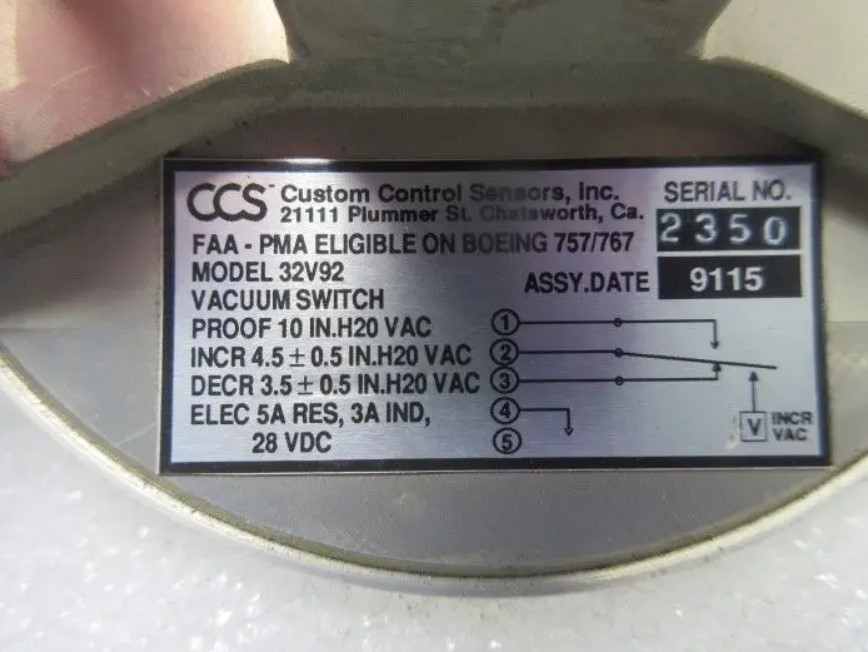 CCS™ Custom Control Sensors, Inc.
21111 Plummer St. Chatsworth, Ca.
SERIAL NO.
2350
FAA - PMA ELIGIBLE ON BOEING 757/767
MODEL 32V92
ASSY.DATE 9115
VACUUM SWITCH
PROOF 10 IN.H20 VAC
INCR 4.5 ± 0.5 IN.H20 VAC
DECR 3.5 ± 0.5 IN.H20 VAC
ELEC 5A RES, 3A IND,
28 VDC
1
2
3
4
5
V INCR
VAC